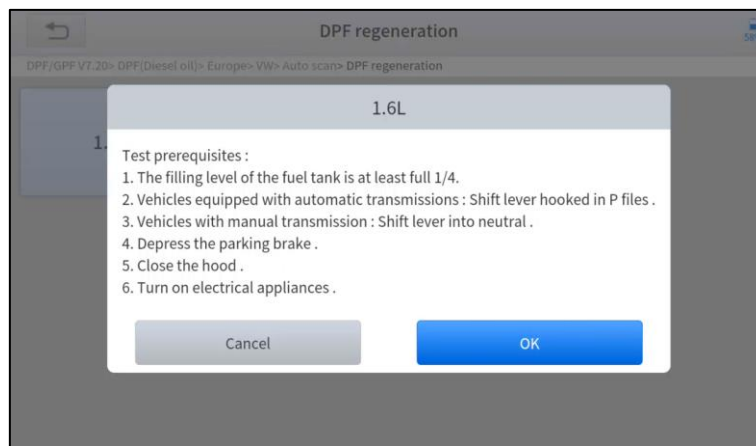 DPF regeneration
58%
DPF/GPF V7.20> DPF(Diesel oil)> Europe> VW> Auto scan> DPF regeneration
1.6L
1.
Test prerequisites :
1. The filling level of the fuel tank is at least full 1/4.
2. Vehicles equipped with automatic transmissions : Shift lever hooked in P files .
3. Vehicles with manual transmission : Shift lever into neutral .
4. Depress the parking brake .
5. Close the hood .
6. Turn on electrical appliances .
Cancel
OK